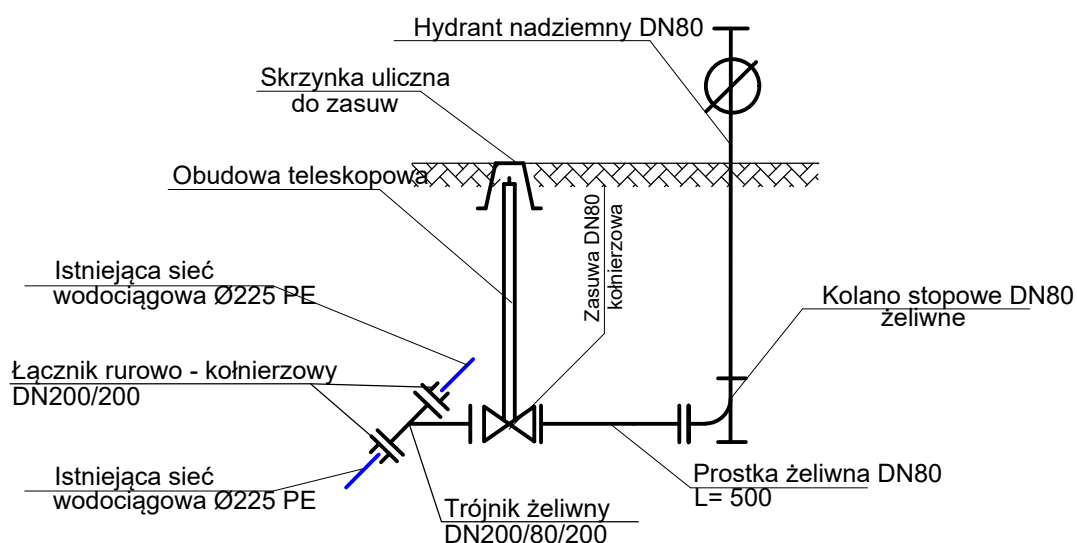 Hydrant nadziemny DN80
Skrzynka uliczna
do zasuw
Obudowa teleskopowa
Zasuwa DN80
kołnierzowa
Istniejąca sieć
wodociągowa Ø225 PE
Kolano stopowe DN80
żeliwne
Łącznik rurowo - kołnierzowy
DN200/200
Istniejąca sieć
wodociągowa Ø225 PE
Trójnik żeliwny
DN200/80/200
Prostka żeliwna DN80
L= 500